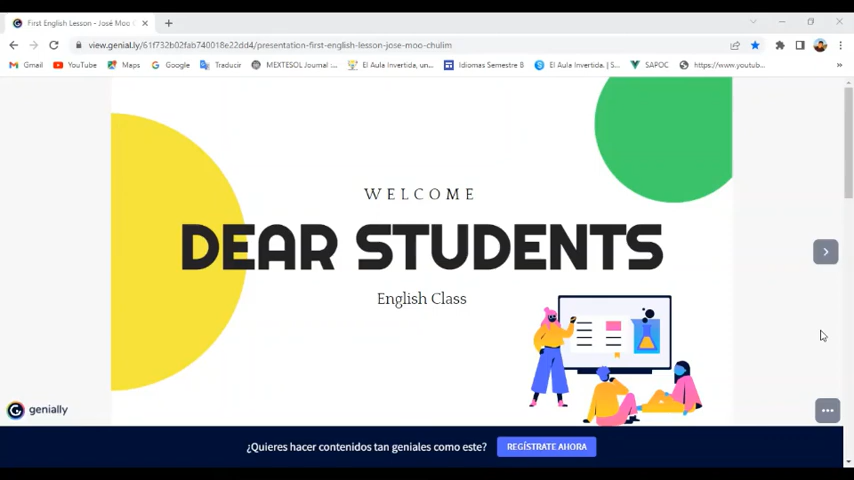 First English Lesson - José Moo C
view.genial.ly/61f732b02fab740018e22dd4/presentation-first-english-lesson-jose-moo-chulim
Gmail YouTube Maps Google Traducir MEXTESOL Journal :... El Aula Invertida, un... Idiomas Semestre B El Aula Invertida. | S... SAPOC https://www.youtub... »
WELCOME
DEAR STUDENTS
English Class
genially
¿Quieres hacer contenidos tan geniales como este? REGÍSTRATE AHORA